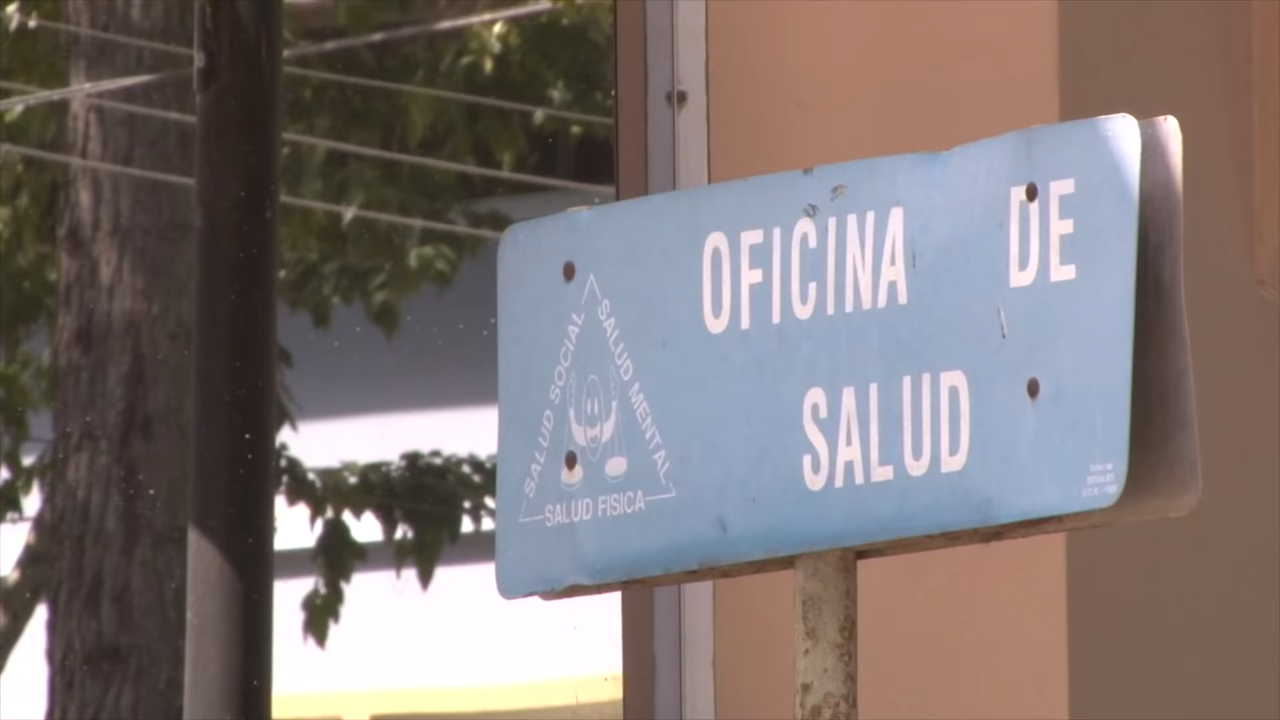 OFICINA DE
SALUD
SALUD SOCIAL
SALUD MENTAL
SALUD FISICA